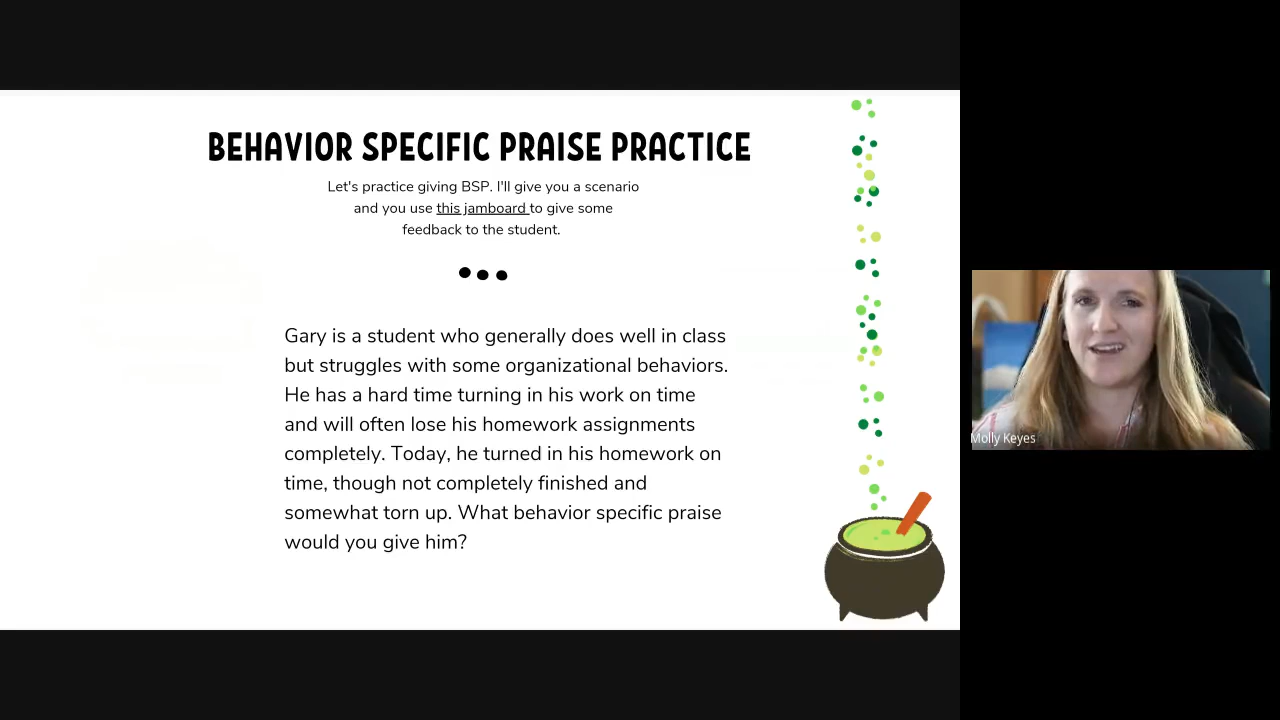 BEHAVIOR SPECIFIC PRAISE PRACTICE
Let's practice giving BSP. I'll give you a scenario
and you use this jamboard to give some
feedback to the student.
Gary is a student who generally does well in class
but struggles with some organizational behaviors.
He has a hard time turning in his work on time
and will often lose his homework assignments
completely. Today, he turned in his homework on
time, though not completely finished and
somewhat torn up. What behavior specific praise
would you give him?
Molly Keyes